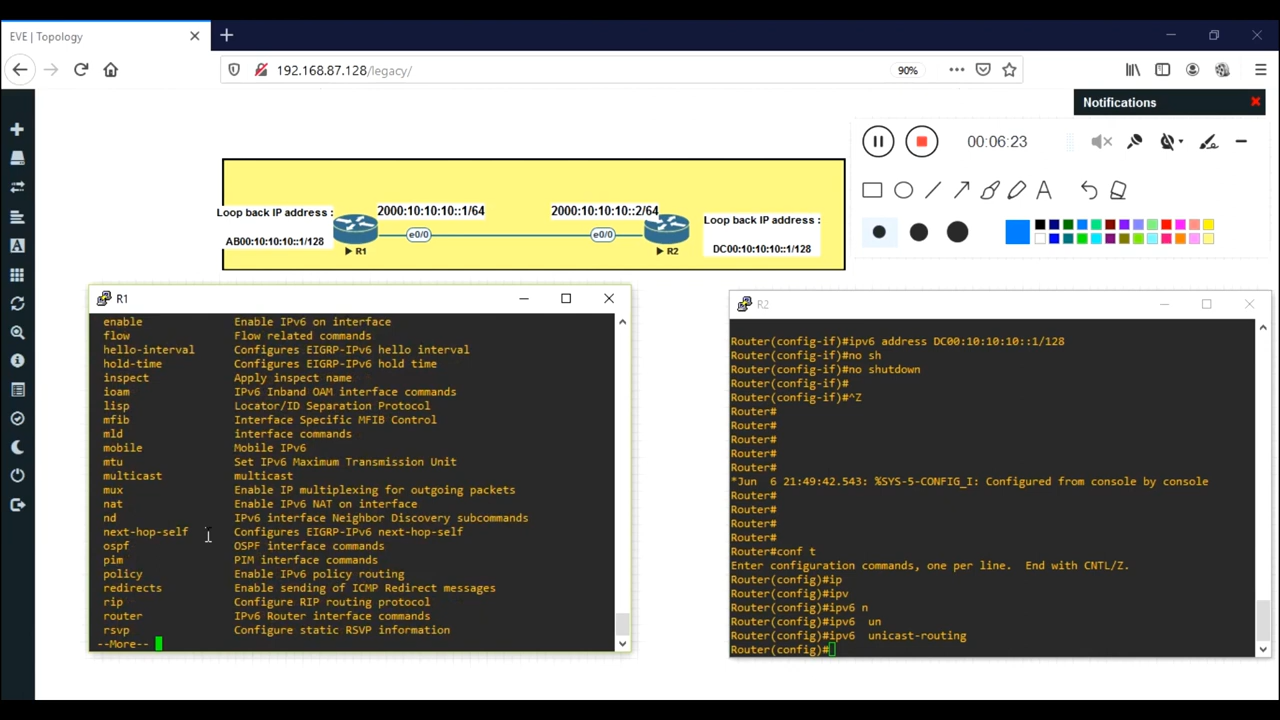 EVE | Topology
192.168.87.128/legacy/
90%
Notifications
00:06:23
A
Loop back IP address :
AB00:10:10:10::1/128
2000:10:10:10::1/64
2000:10:10:10::2/64
e0/0
e0/0
R1
R2
Loop back IP address :
DC00:10:10:10::1/128
R1
enable Enable IPv6 on interface
flow Flow related commands
hello-interval Configures EIGRP-IPv6 hello interval
hold-time Configures EIGRP-IPv6 hold time
inspect Apply inspect name
ioam IPv6 Inband OAM interface commands
lisp Locator/ID Separation Protocol
mfib Interface Specific MFIB Control
mld interface commands
mobile Mobile IPv6
mtu Set IPv6 Maximum Transmission Unit
multicast multicast
mux Enable IP multiplexing for outgoing packets
nat Enable IPv6 NAT on interface
nd IPv6 interface Neighbor Discovery subcommands
next-hop-self Configures EIGRP-IPv6 next-hop-self
ospf OSPF interface commands
pim PIM interface commands
policy Enable IPv6 policy routing
redirects Enable sending of ICMP Redirect messages
rip Configure RIP routing protocol
router IPv6 Router interface commands
rsvp Configure static RSVP information
--More--
R2
Router(config-if)#ipv6 address DC00:10:10:10::1/128
Router(config-if)#no sh
Router(config-if)#no shutdown
Router(config-if)#
Router(config-if)#^Z
Router#
Router#
Router#
Router#
Router#
*Jun  6 21:49:42.543: %SYS-5-CONFIG_I: Configured from console by console
Router#
Router#
Router#
Router#
Router#conf t
Enter configuration commands, one per line.  End with CNTL/Z.
Router(config)#ip
Router(config)#ipv
Router(config)#ipv6 n
Router(config)#ipv6  un
Router(config)#ipv6  unicast-routing
Router(config)#